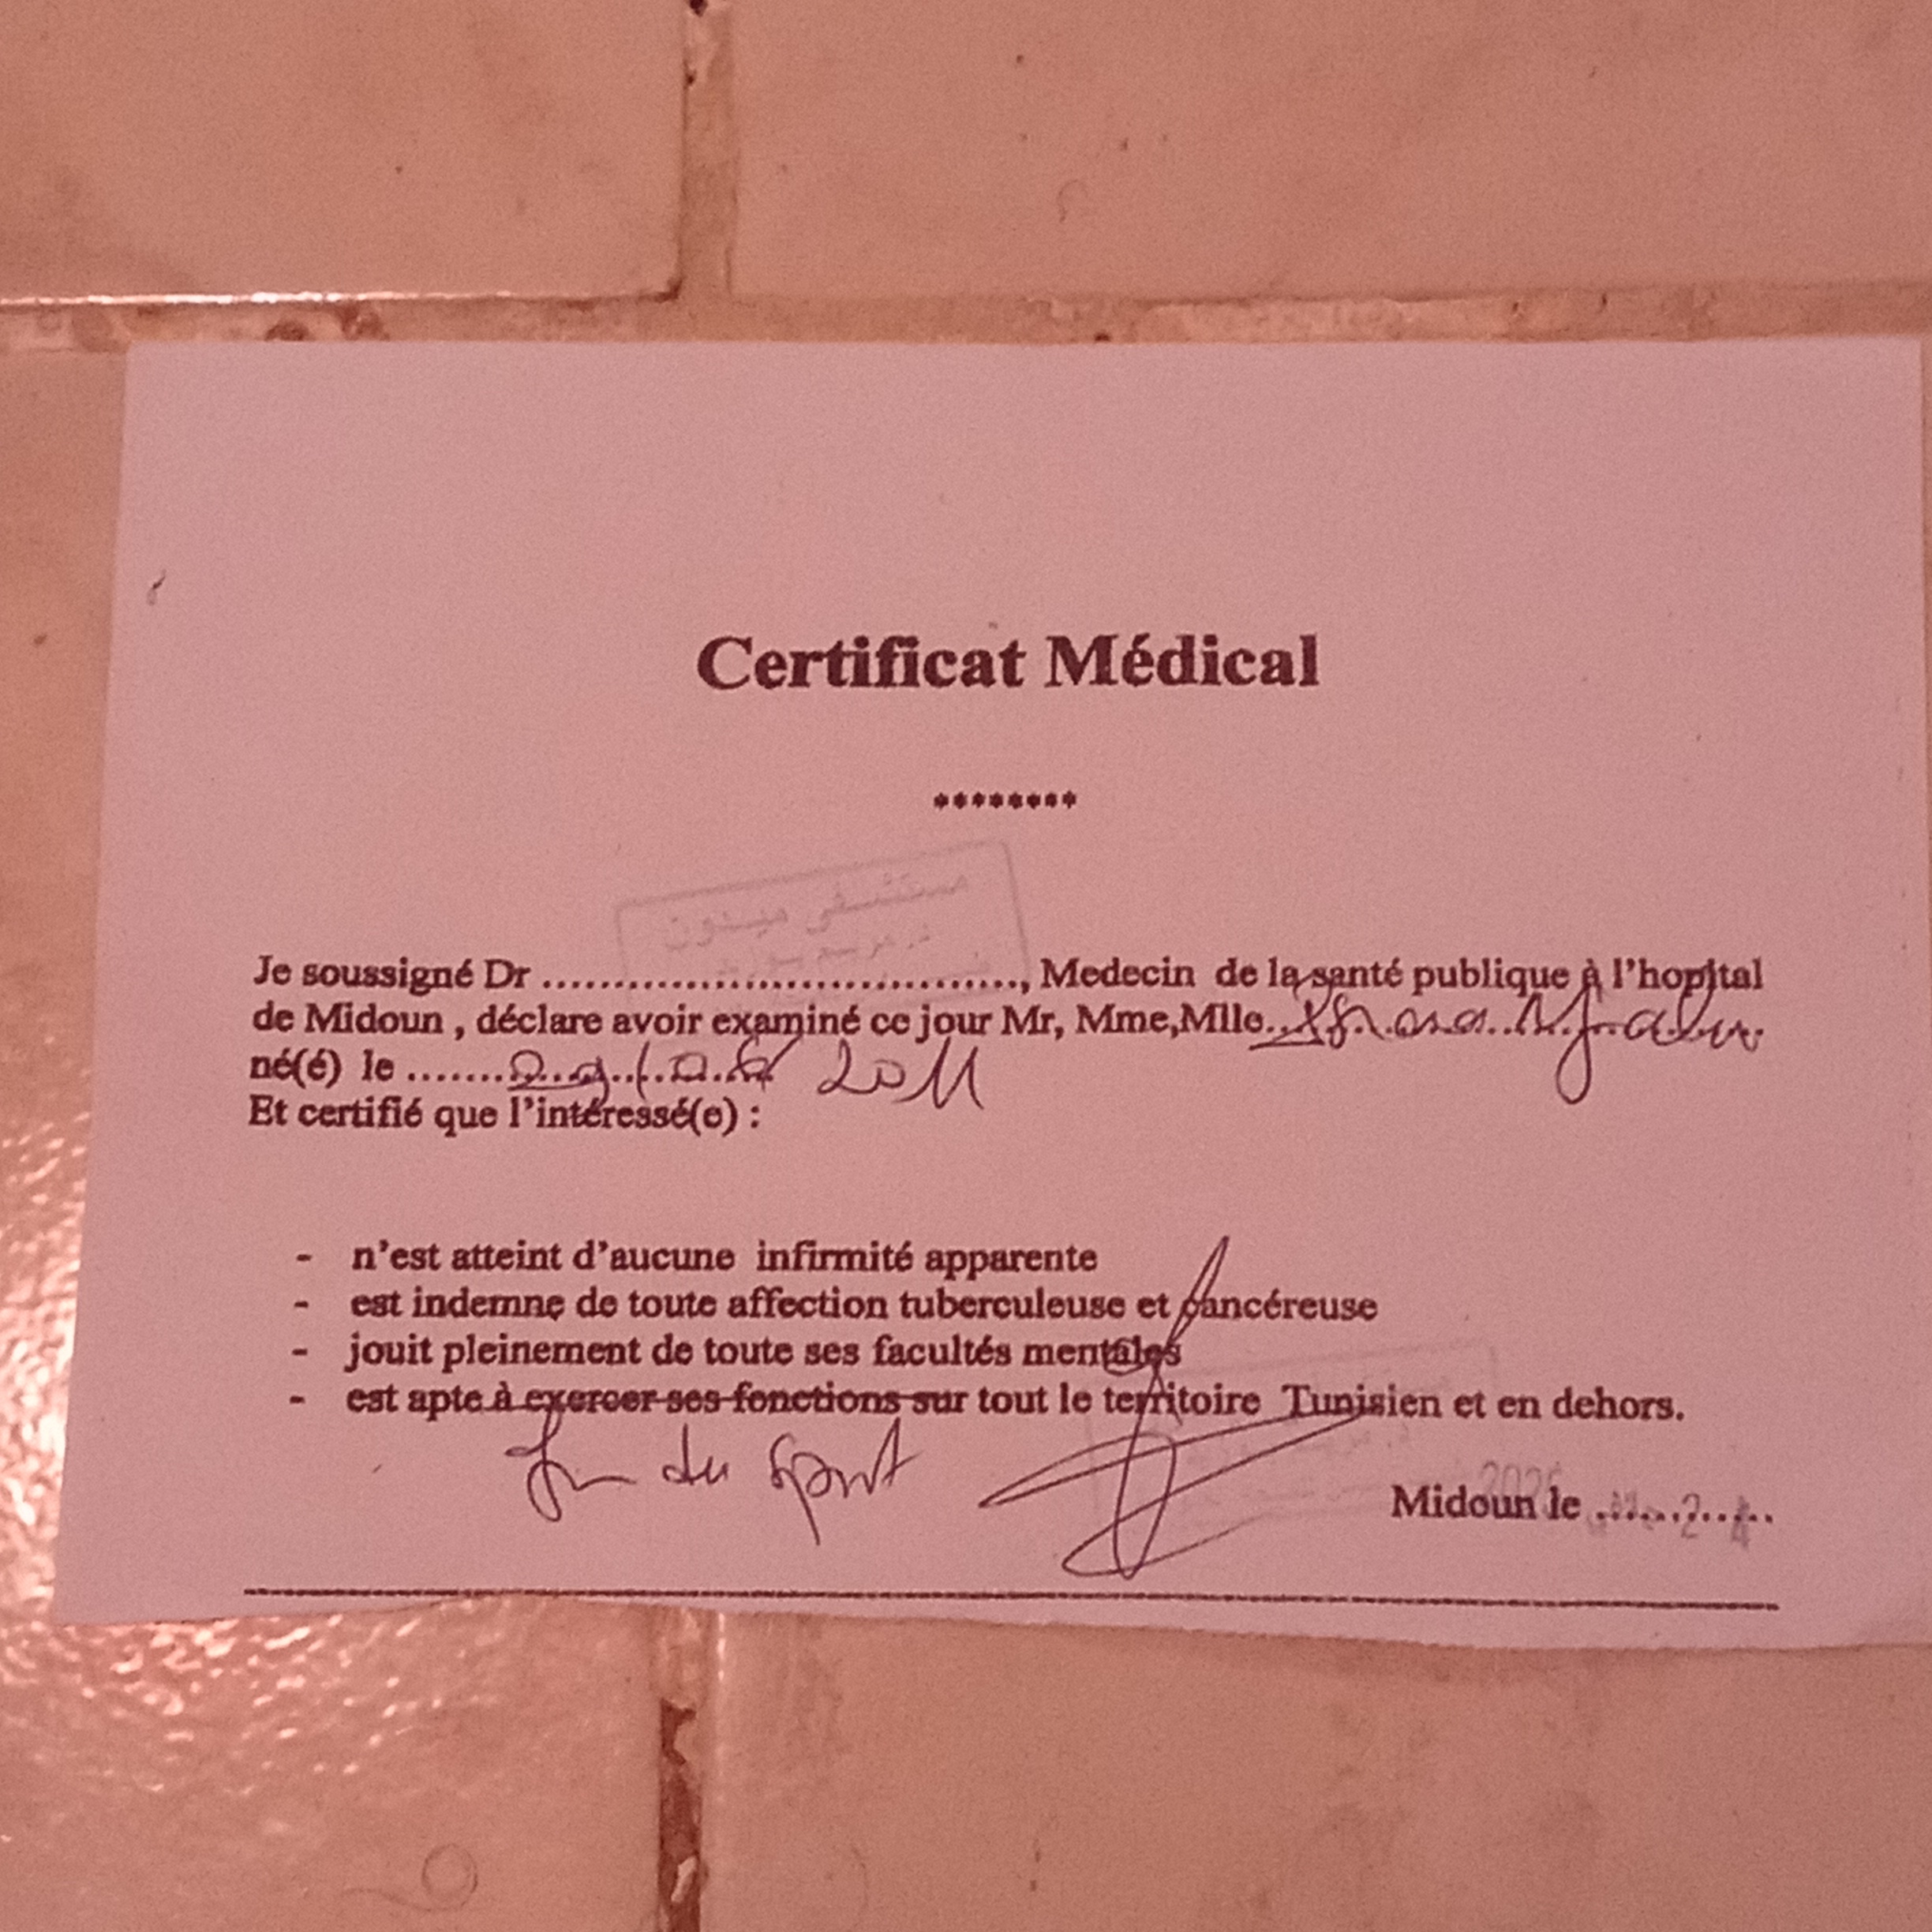 Certificat Médical
********
مستشفى ميدون
Je soussigné Dr ......................................, Medecin de la santé publique à l'hopital
de Midoun , déclare avoir examiné ce jour Mr, Mme,Mlle..
né(é) le ....... 2011
Et certifié que l'intéressé(e) :
- n'est atteint d'aucune infirmité apparente
- est indemne de toute affection tuberculeuse et cancéreuse
- jouit pleinement de toute ses facultés mentales
- est apte à exercer ses fonctions sur tout le territoire Tunisien et en dehors.
du sport
Midoun le ...............